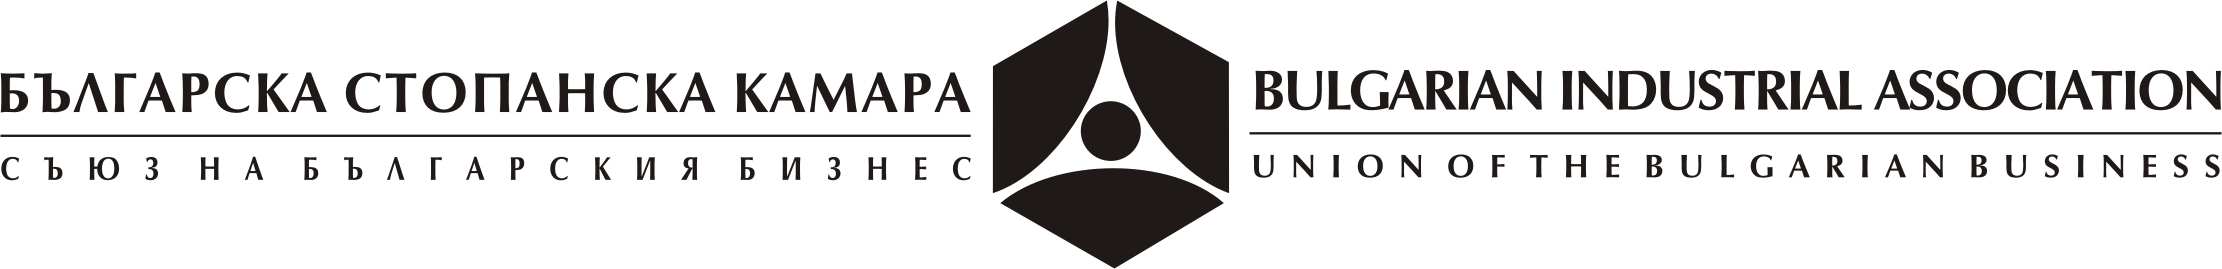 БЪЛГАРСКА СТОПАНСКА КАМАРА
СЪЮЗ НА БЪЛГАРСКИЯ БИЗНЕС
BULGARIAN INDUSTRIAL ASSOCIATION
UNION OF THE BULGARIAN BUSINESS